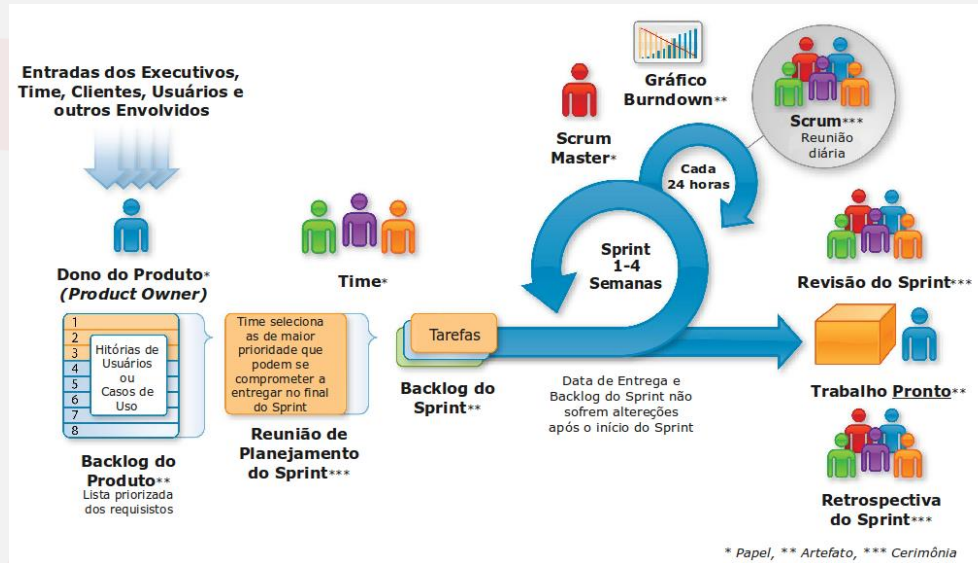 Entradas dos Executivos,
Time, Clientes, Usuários e
outros Envolvidos
Dono do Produto*
(Product Owner)
1
2
3
4
5
6
7
8
Hitórias de
Usuários
ou
Casos de
Uso
Backlog do
Produto**
Lista priorizada
dos requisistos
Time*
Time seleciona
as de maior
prioridade que
podem se
comprometer a
entregar no final
do Sprint
Reunião de
Planejamento
do Sprint***
Tarefas
Backlog do
Sprint**
Scrum
Master*
Gráfico
Burndown**
Scrum***
Reunião
diária
Cada
24 horas
Sprint
1-4
Semanas
Data de Entrega e
Backlog do Sprint não
sofrem altereções
após o início do Sprint
Revisão do Sprint***
Trabalho Pronto**
Retrospectiva
do Sprint***
* Papel, ** Artefato, *** Cerimônia